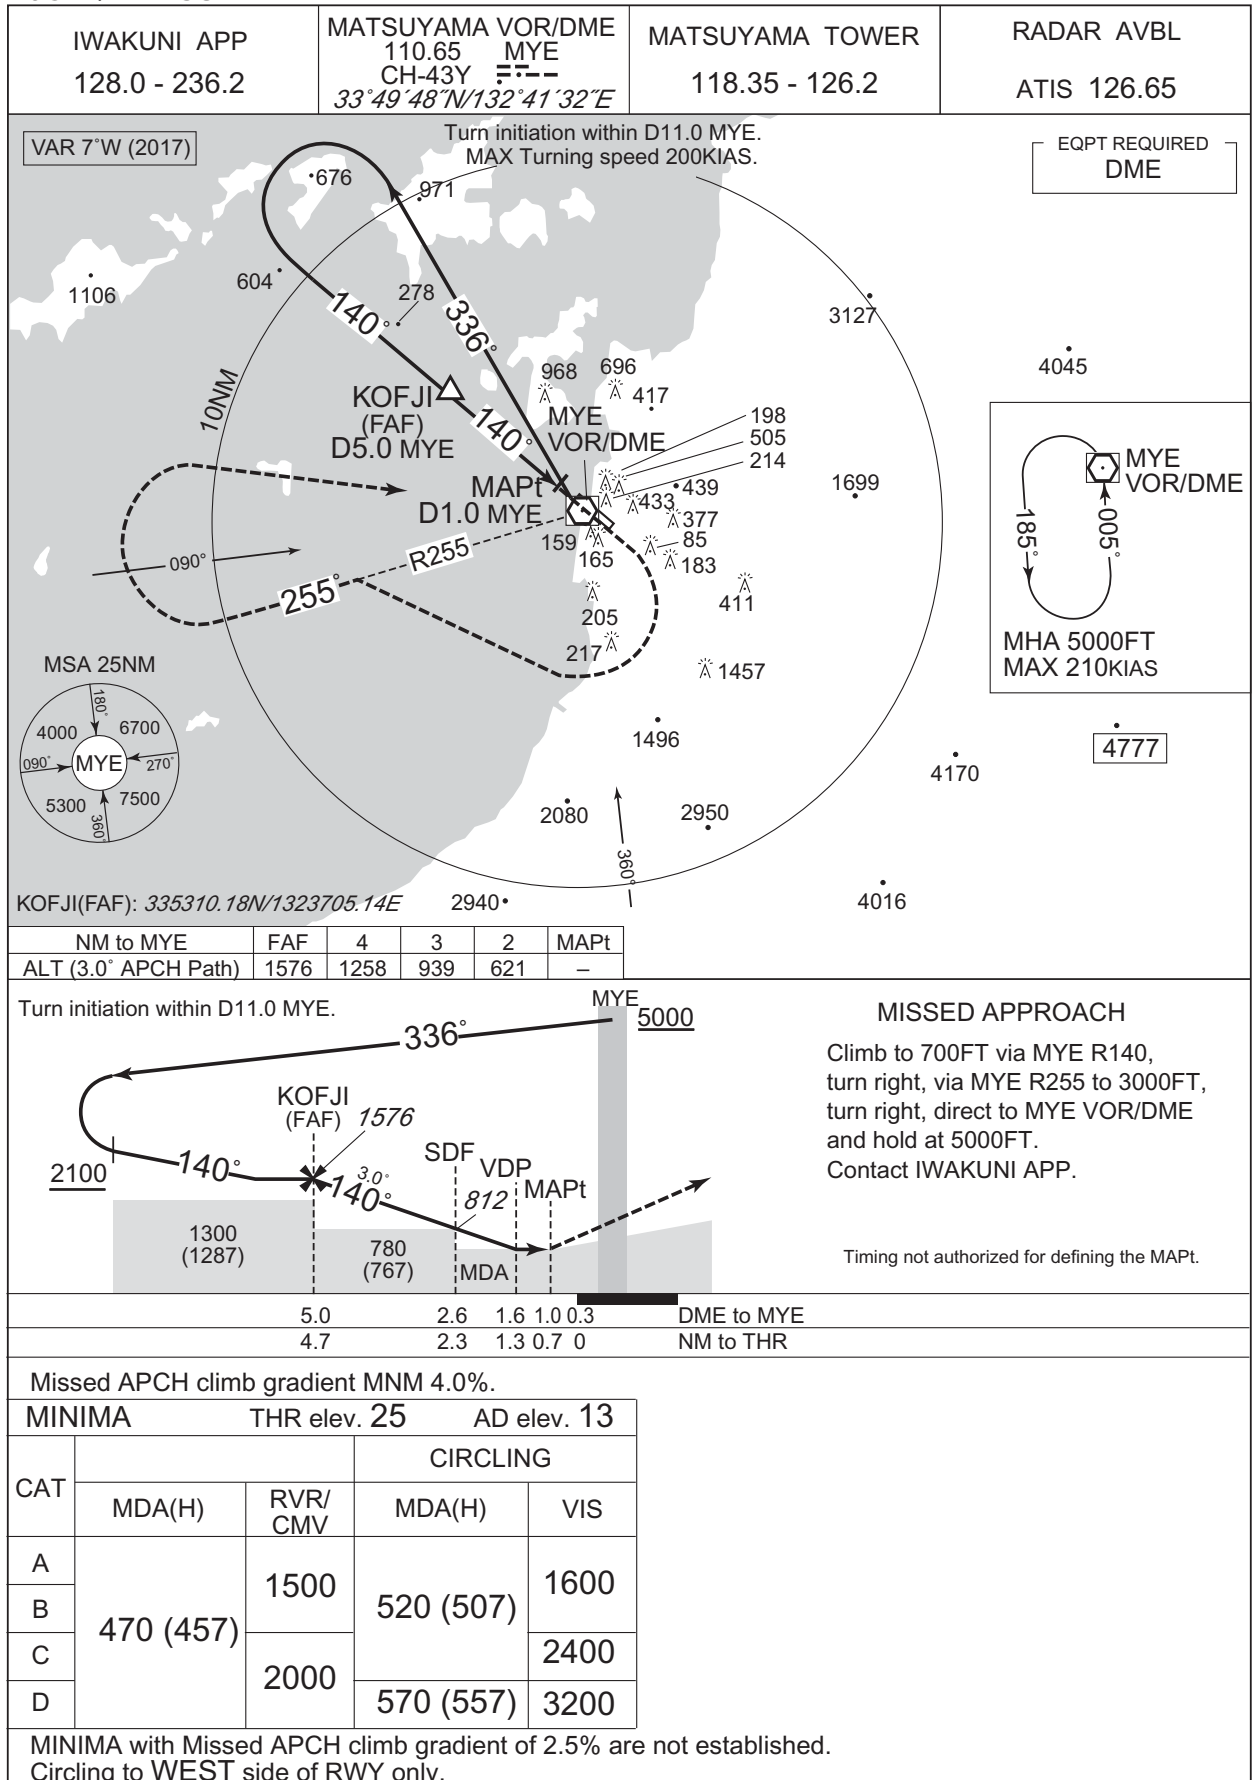 IWAKUNI APP
128.0 - 236.2
MATSUYAMA VOR/DME
110.65 MYE
CH-43Y
33°49´48˝N/132°41´32˝E
MATSUYAMA TOWER
118.35 - 126.2
RADAR AVBL
ATIS 126.65
VAR 7°W (2017)
Turn initiation within D11.0 MYE.
MAX Turning speed 200KIAS.
EQPT REQUIRED
DME
676
971
604
1106
278
140°
336°
3127
4045
10NM
KOFJI
(FAF)
D5.0 MYE
140°
968
696
417
MYE
VOR/DME
198
505
214
MAPt
D1.0 MYE
433
439
377
1699
85
159
165
183
R255
090°
255°
205
411
217
1457
MYE
VOR/DME
185°
005°
MHA 5000FT
MAX 210KIAS
MSA 25NM
180°
4000
6700
090°
MYE
270°
5300
7500
360°
1496
4777
4170
2080
2950
360°
KOFJI(FAF): 335310.18N/1323705.14E
2940
4016
NM to MYE FAF 4 3 2 MAPt
ALT (3.0° APCH Path) 1576 1258 939 621 –
Turn initiation within D11.0 MYE.
MYE
5000
336°
KOFJI
(FAF)
1576
2100
140°
3.0°
140°
SDF
812
VDP
MAPt
1300
(1287)
780
(767)
MDA
MISSED APPROACH
Climb to 700FT via MYE R140,
turn right, via MYE R255 to 3000FT,
turn right, direct to MYE VOR/DME
and hold at 5000FT.
Contact IWAKUNI APP.
Timing not authorized for defining the MAPt.
5.0 2.6 1.6 1.0 0.3 DME to MYE
4.7 2.3 1.3 0.7 0 NM to THR
Missed APCH climb gradient MNM 4.0%.
MINIMA THR elev. 25 AD elev. 13
CAT
CIRCLING
MDA(H) RVR/CMV MDA(H) VIS
A
B
C
D
470 (457)
1500
2000
520 (507)
570 (557)
1600
2400
3200
MINIMA with Missed APCH climb gradient of 2.5% are not established.
Circling to WEST side of RWY only.